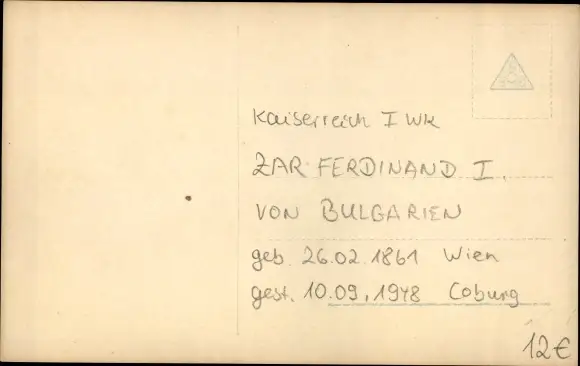 Kaiserreich I WK
ZAR FERDINAND I.
VON BULGARIEN
geb. 26.02.1861 Wien
gest. 10.09.1948 Coburg
12€